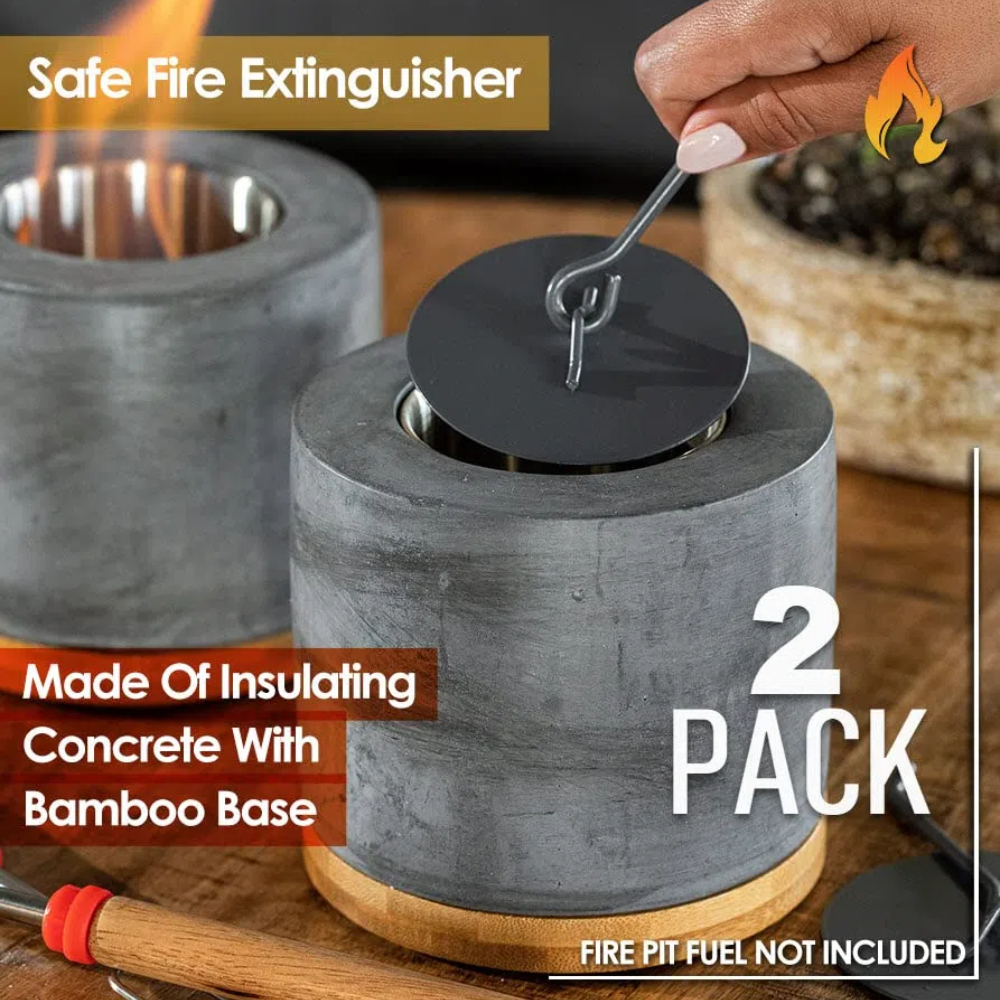 Safe Fire Extinguisher
Made Of Insulating
Concrete With
Bamboo Base
2
PACK
FIRE PIT FUEL NOT INCLUDED